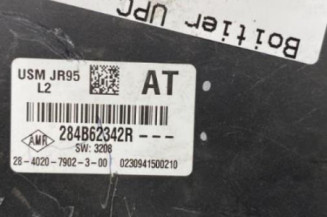 Boitier UPC
USM JR95
L2
AT
AMR 284B62342R---
SW: 3208
28-4020-7902-3-00 0230941500210